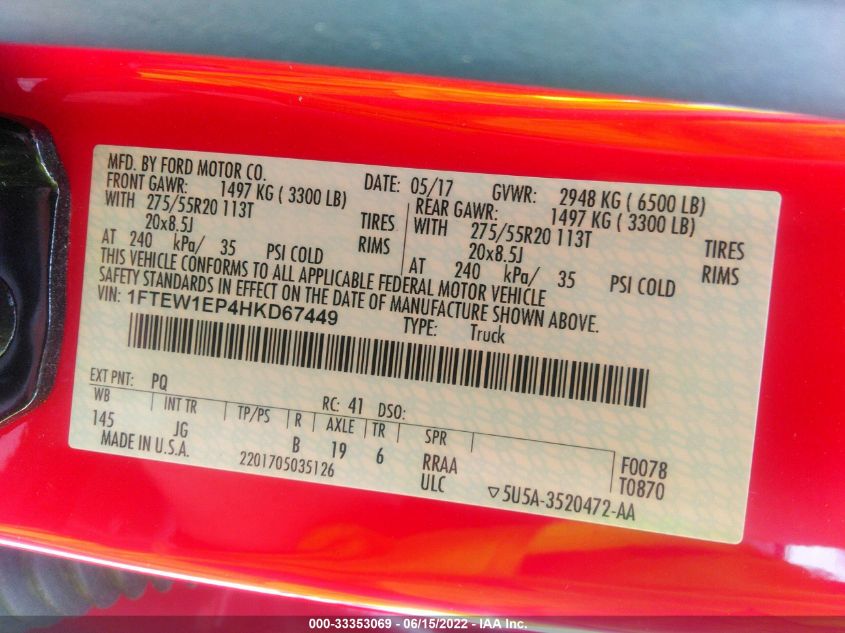 MFD. BY FORD MOTOR CO.
DATE: 05/17 GVWR: 2948 KG ( 6500 LB)
FRONT GAWR: 1497 KG ( 3300 LB)
WITH 275/55R20 113T TIRES
20x8.5J RIMS
AT 240 kPa/ 35 PSI COLD
REAR GAWR: 1497 KG ( 3300 LB)
WITH 275/55R20 113T TIRES
20x8.5J RIMS
AT 240 kPa/ 35 PSI COLD
THIS VEHICLE CONFORMS TO ALL APPLICABLE FEDERAL MOTOR VEHICLE
SAFETY STANDARDS IN EFFECT ON THE DATE OF MANUFACTURE SHOWN ABOVE.
VIN: 1FTEW1EP4HKD67449
TYPE: Truck
EXT PNT: PQ RC: 41 DSO:
WB INT TR TP/PS R AXLE TR SPR
145 JG B 19 6 RRAA F0078
MADE IN U.S.A. 2201705035126 ULC T0870
▽5U5A-3520472-AA
000-33353069 - 06/15/2022 - IAA Inc.